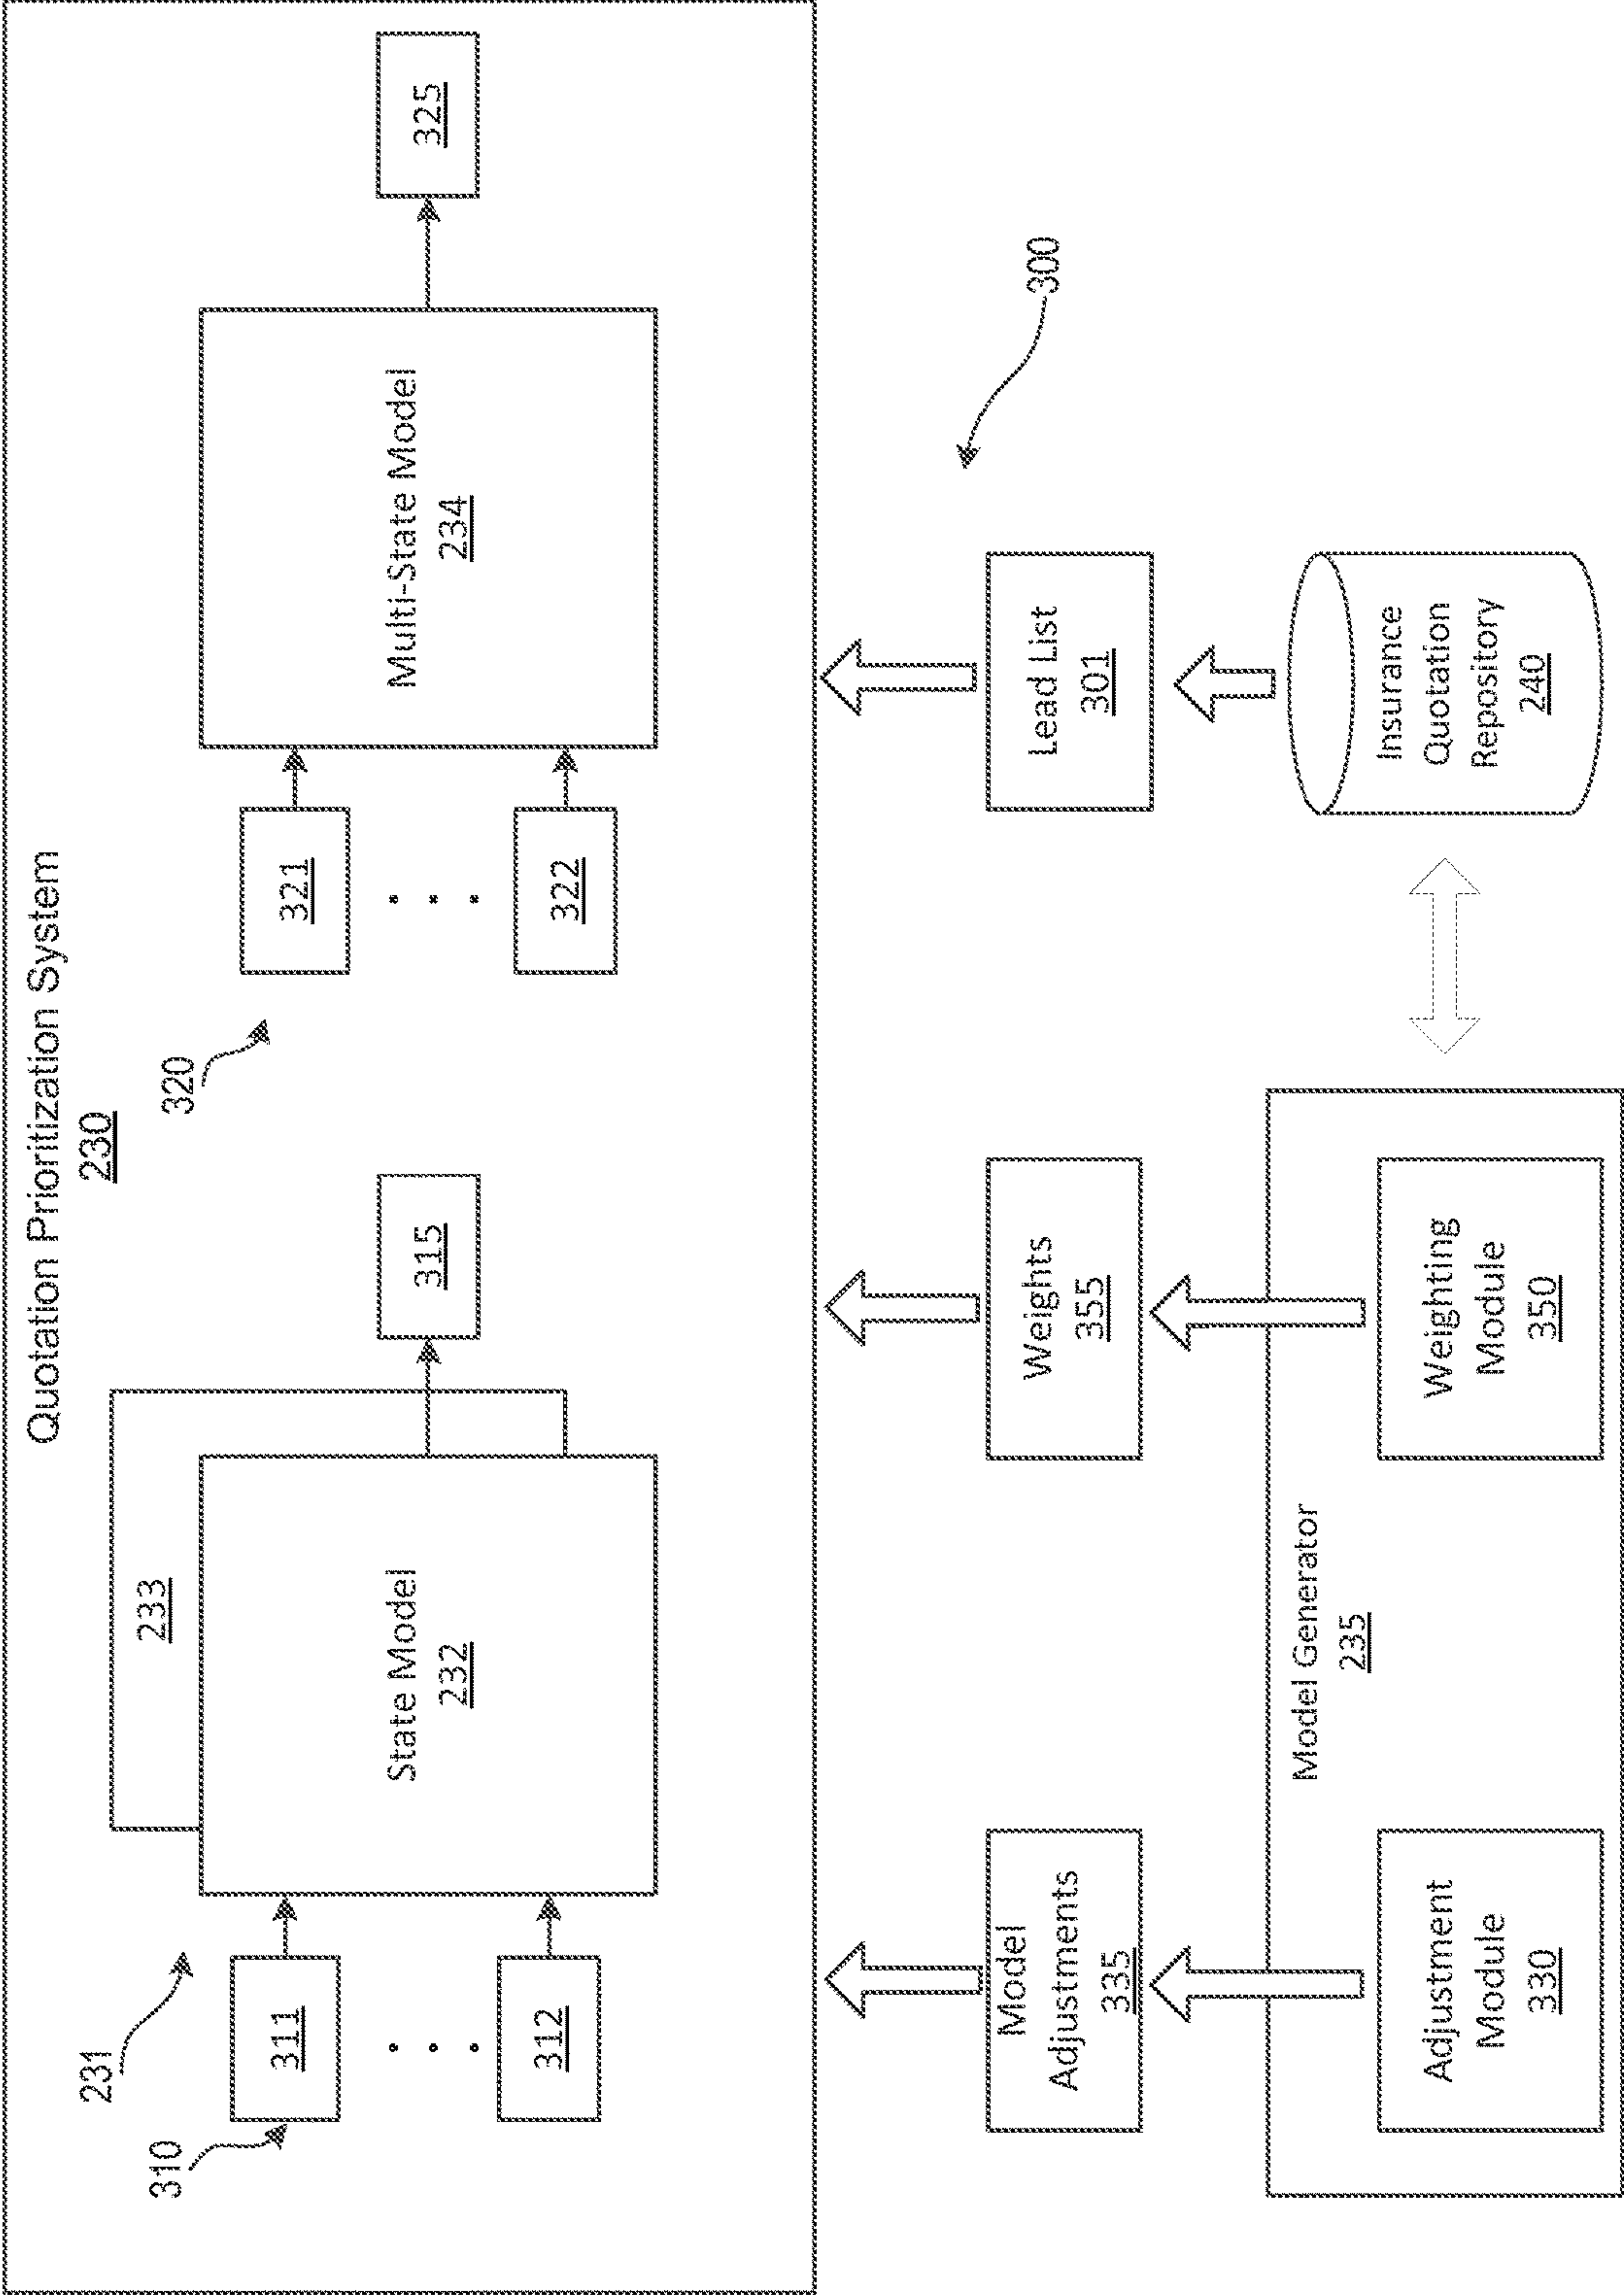 Quotation Prioritization System
230
310
231
311
312
233
State Model
232
315
320
321
322
Multi-State Model
234
325
Model
Adjustments
335
Weights
355
Lead List
301
300
Model Generator
235
Adjustment
Module
330
Weighting
Module
350
Insurance
Quotation
Repository
240